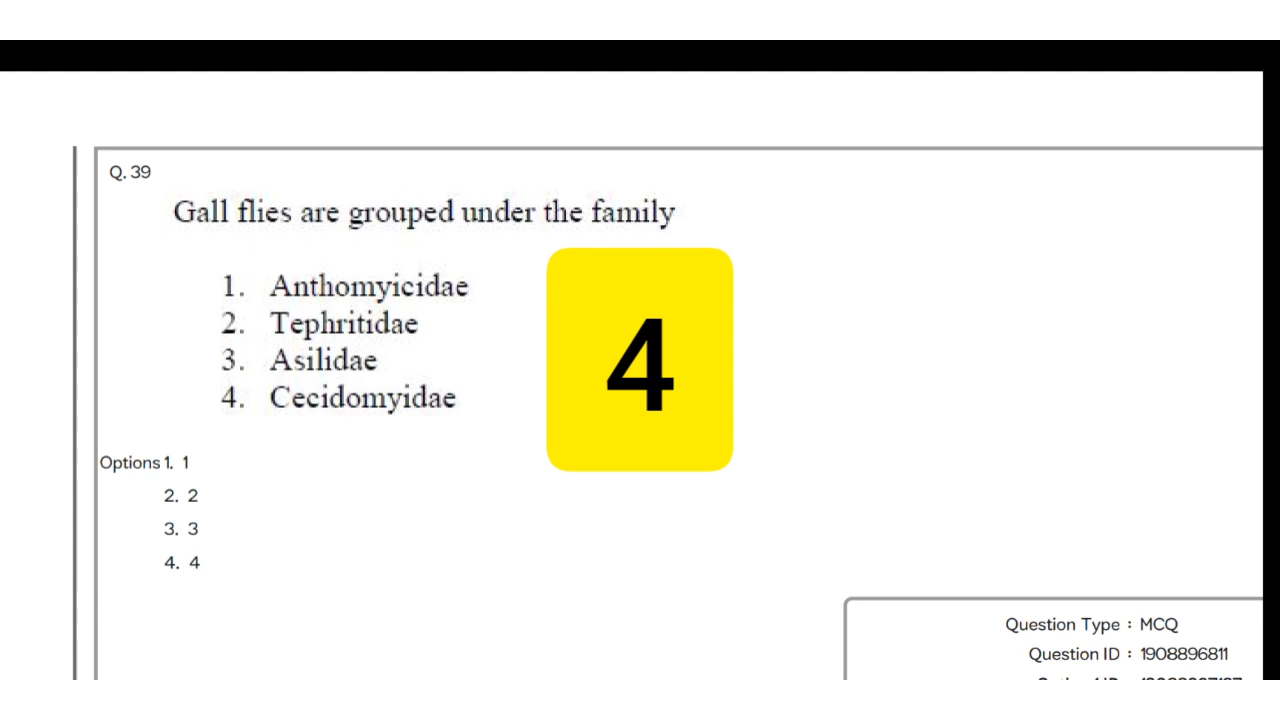 Q. 39
Gall flies are grouped under the family
1. Anthomyicidae
2. Tephritidae
3. Asilidae
4. Cecidomyidae
4
Options 1. 1
2. 2
3. 3
4. 4
Question Type : MCQ
Question ID : 1908896811